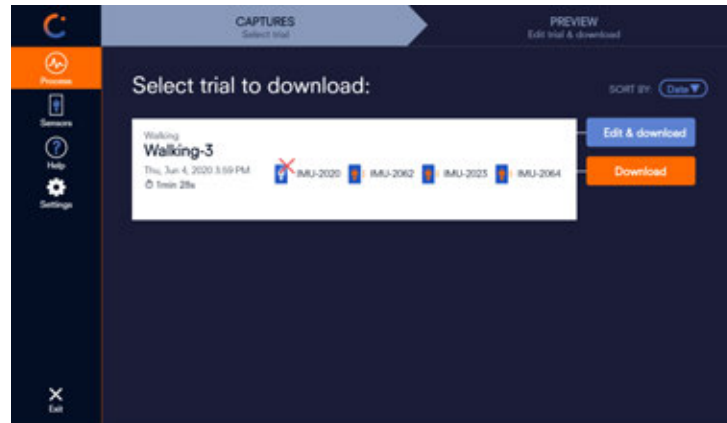 CAPTURES
Select trial
PREVIEW
Edit trial & download
Process
Sensors
Help
Settings
Exit
Select trial to download:
SORT BY: Date
Walking
Walking-3
Thu, Jun 4, 2020 3:59 PM
1min 28s
IMU-2020 IMU-2062 IMU-2023 IMU-2064
Edit & download
Download